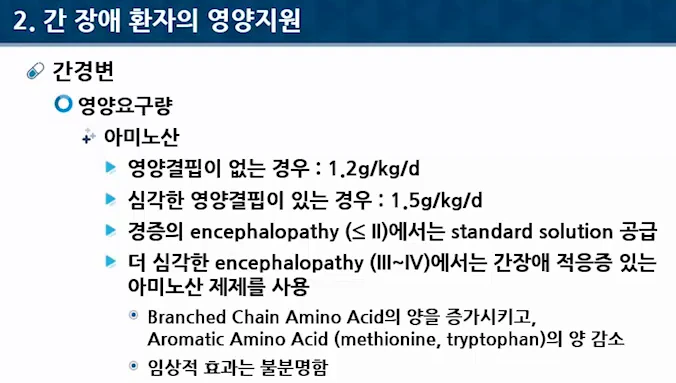 2. 간 장애 환자의 영양지원
간경변
영양요구량
아미노산
영양결핍이 없는 경우 : 1.2g/kg/d
심각한 영양결핍이 있는 경우 : 1.5g/kg/d
경증의 encephalopathy (≤ II)에서는 standard solution 공급
더 심각한 encephalopathy (III~IV)에서는 간장애 적응증 있는
아미노산 제제를 사용
Branched Chain Amino Acid의 양을 증가시키고,
Aromatic Amino Acid (methionine, tryptophan)의 양 감소
임상적 효과는 불분명함